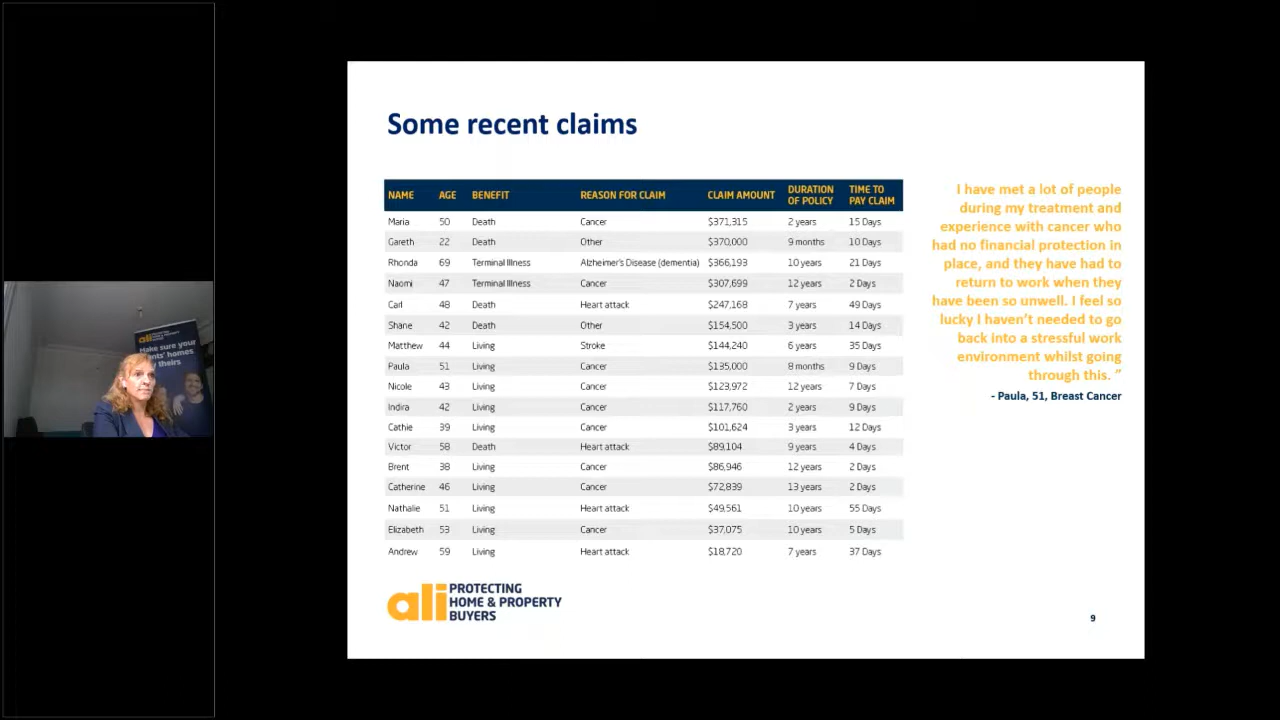 Some recent claims
NAME AGE BENEFIT REASON FOR CLAIM CLAIM AMOUNT DURATION OF POLICY TIME TO PAY CLAIM
Maria 50 Death Cancer $371,315 2 years 15 Days
Gareth 22 Death Other $370,000 9 months 10 Days
Rhonda 69 Terminal Illness Alzheimer's Disease (dementia) $366,193 10 years 21 Days
Naomi 47 Terminal Illness Cancer $307,699 12 years 2 Days
Carl 48 Death Heart attack $247,168 7 years 49 Days
Shane 42 Death Other $154,500 3 years 14 Days
Matthew 44 Living Stroke $144,240 6 years 35 Days
Paula 51 Living Cancer $135,000 8 months 9 Days
Nicole 43 Living Cancer $123,972 12 years 7 Days
Indira 42 Living Cancer $117,760 2 years 9 Days
Cathie 39 Living Cancer $101,624 3 years 12 Days
Victor 58 Death Heart attack $89,104 9 years 4 Days
Brent 38 Living Cancer $86,946 12 years 2 Days
Catherine 46 Living Cancer $72,839 13 years 2 Days
Nathalie 51 Living Heart attack $49,561 10 years 55 Days
Elizabeth 53 Living Cancer $37,075 10 years 5 Days
Andrew 59 Living Heart attack $18,720 7 years 37 Days
I have met a lot of people
during my treatment and
experience with cancer who
had no financial protection in
place, and they have had to
return to work when they
have been so unwell. I feel so
lucky I haven't needed to go
back into a stressful work
environment whilst going
through this. ”
- Paula, 51, Breast Cancer
ali PROTECTING
HOME & PROPERTY
BUYERS
9
ali
Make sure your